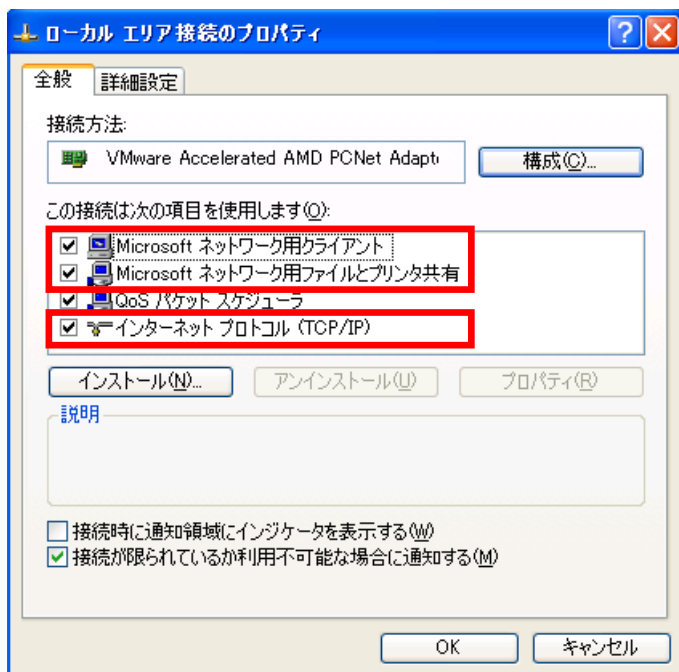 ローカル エリア接続のプロパティ
全般
詳細設定
接続方法:
VMware Accelerated AMD PCNet Adapt
構成(C)...
この接続は次の項目を使用します(O):
Microsoft ネットワーク用クライアント
Microsoft ネットワーク用ファイルとプリンタ共有
QoS パケット スケジューラ
インターネット プロトコル (TCP/IP)
インストール(N)...
アンインストール(U)
プロパティ(R)
説明
接続時に通知領域にインジケータを表示する(W)
接続が限られているか利用不可能な場合に通知する(M)
OK
キャンセル